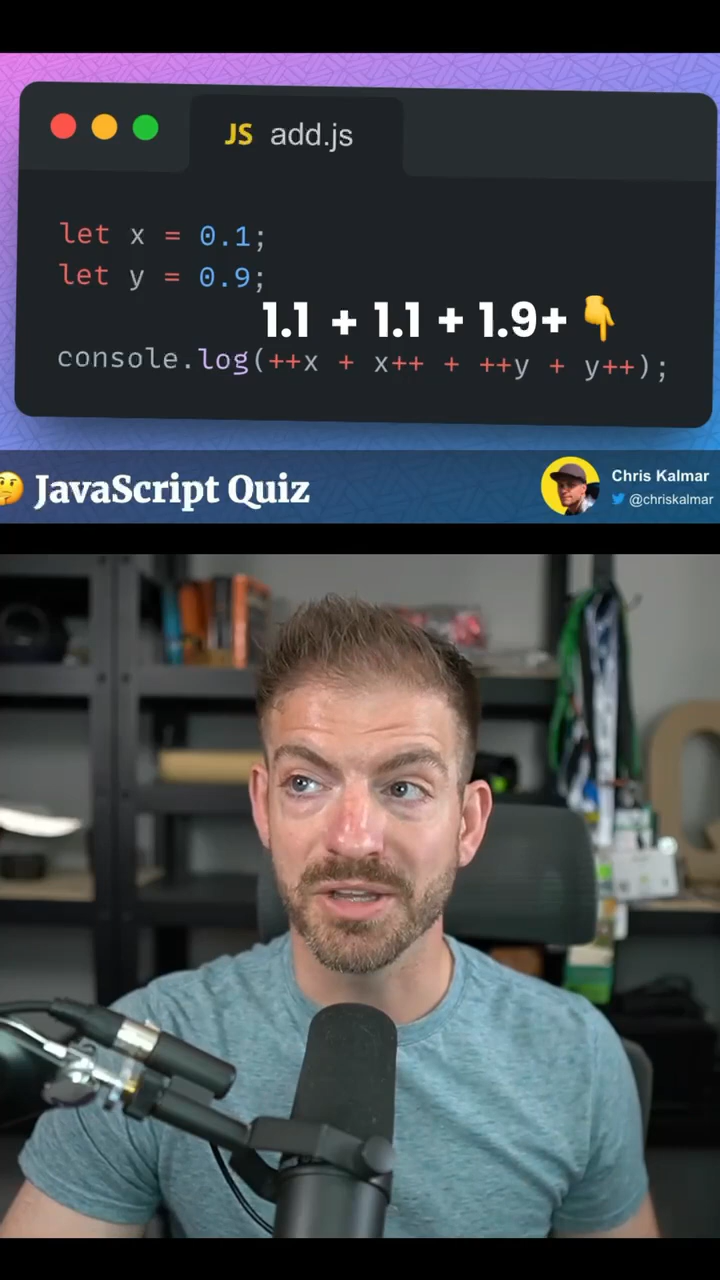 JS add.js
let x = 0.1;
let y = 0.9;
1.1 + 1.1 + 1.9+ 👇
console.log(++x + x++ + ++y + y++);
🤔 JavaScript Quiz
Chris Kalmar
@chriskalmar